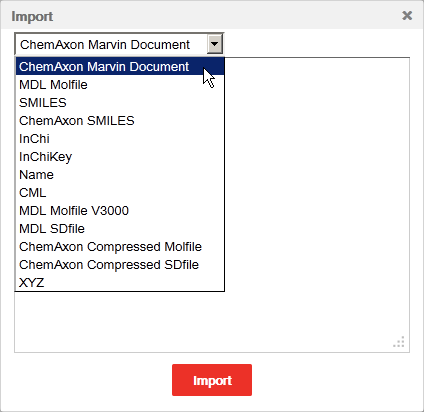 Import
ChemAxon Marvin Document
ChemAxon Marvin Document
MDL Molfile
SMILES
ChemAxon SMILES
InChi
InChiKey
Name
CML
MDL Molfile V3000
MDL SDfile
ChemAxon Compressed Molfile
ChemAxon Compressed SDfile
XYZ
Import